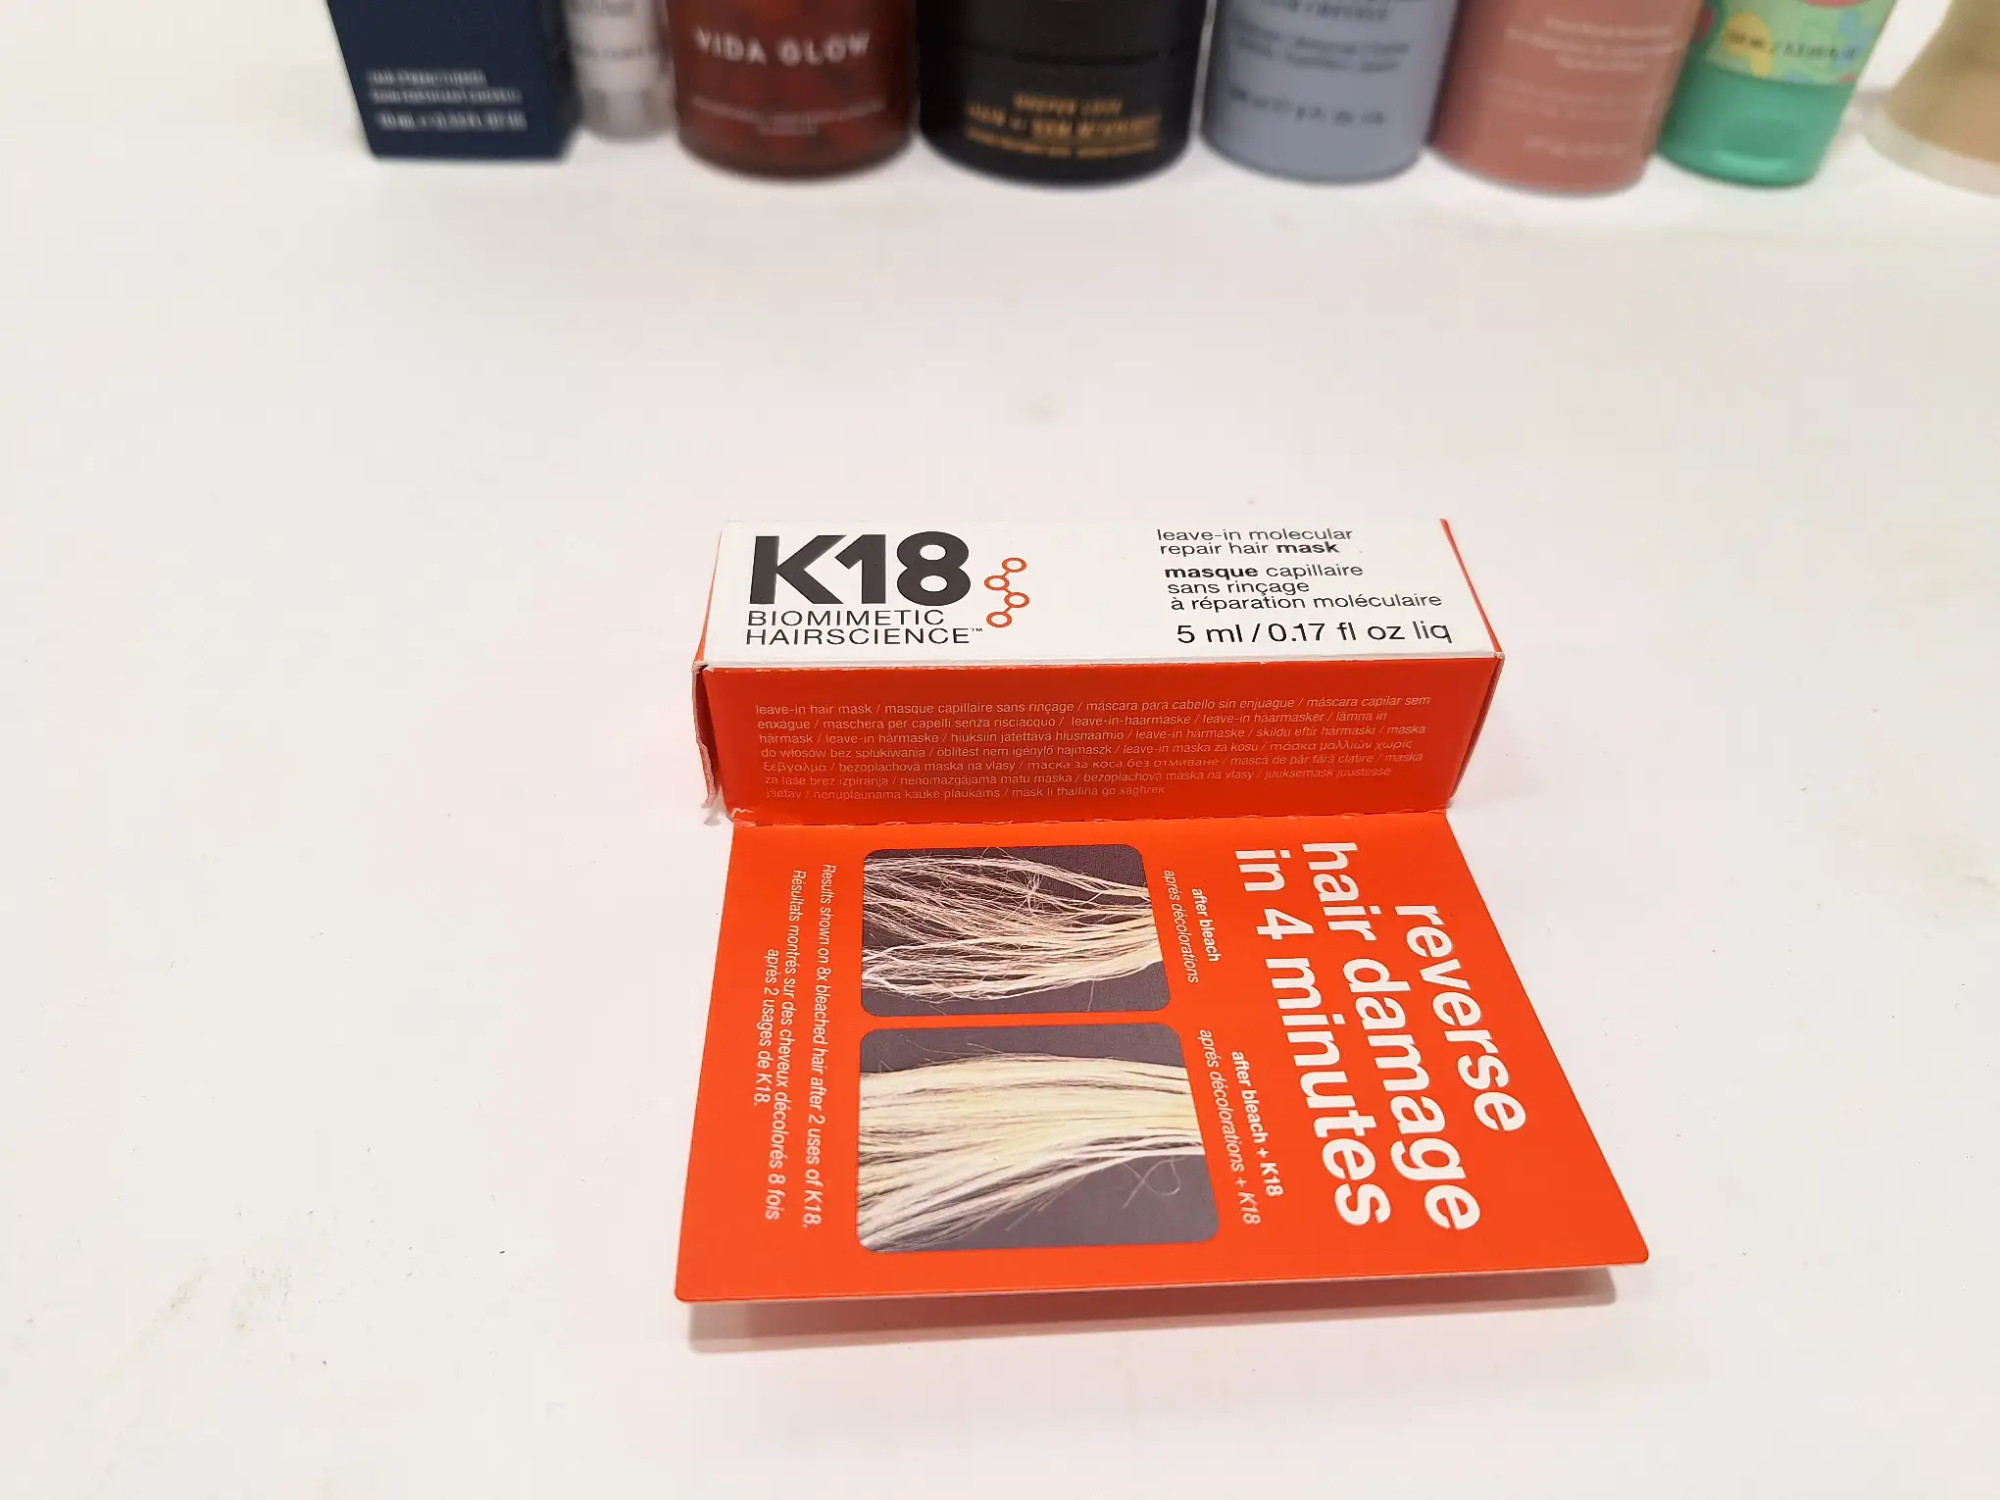 VIDA GLOW
K18
BIOMIMETIC
HAIRSCIENCE™
leave-in molecular
repair hair mask
masque capillaire
sans rinçage
à réparation moléculaire
5 ml / 0.17 fl oz liq
leave-in hair mask / masque capillaire sans rinçage / máscara para cabello sin enjuague / máscara capilar sem
enxágue / maschera per capelli senza risciacquo / leave-in-haarmaske / leave-in haarmasker / lämna in
hårmask / leave-in hårmaske / hiuksiin jätettävä hiusnaamio / leave-in hårmaske / skildu eftir hármaski / maska
do włosów bez spłukiwania / öblítést nem igénylő hajmaszk / leave-in maska za kosu / μάσκα μαλλιών χωρίς
ξέβγαλμα / bezoplachová maska na vlasy / маска за коса без отмиване / mască de păr fără clătire / maska
za lase brez izpiranja / nenomazgājama matu maska / bezoplachová maska na vlasy / juuksemask juustesse
jäetav / nenuplaunama kaukė plaukams / mask li tħallina go xagħrek
reverse
hair damage
in 4 minutes
after bleach
après décolorations
after bleach + K18
après décolorations + K18
Results shown on 8x bleached hair after 2 uses of K18.
Résultats montrés sur des cheveux décolorés 8 fois
après 2 usages de K18.